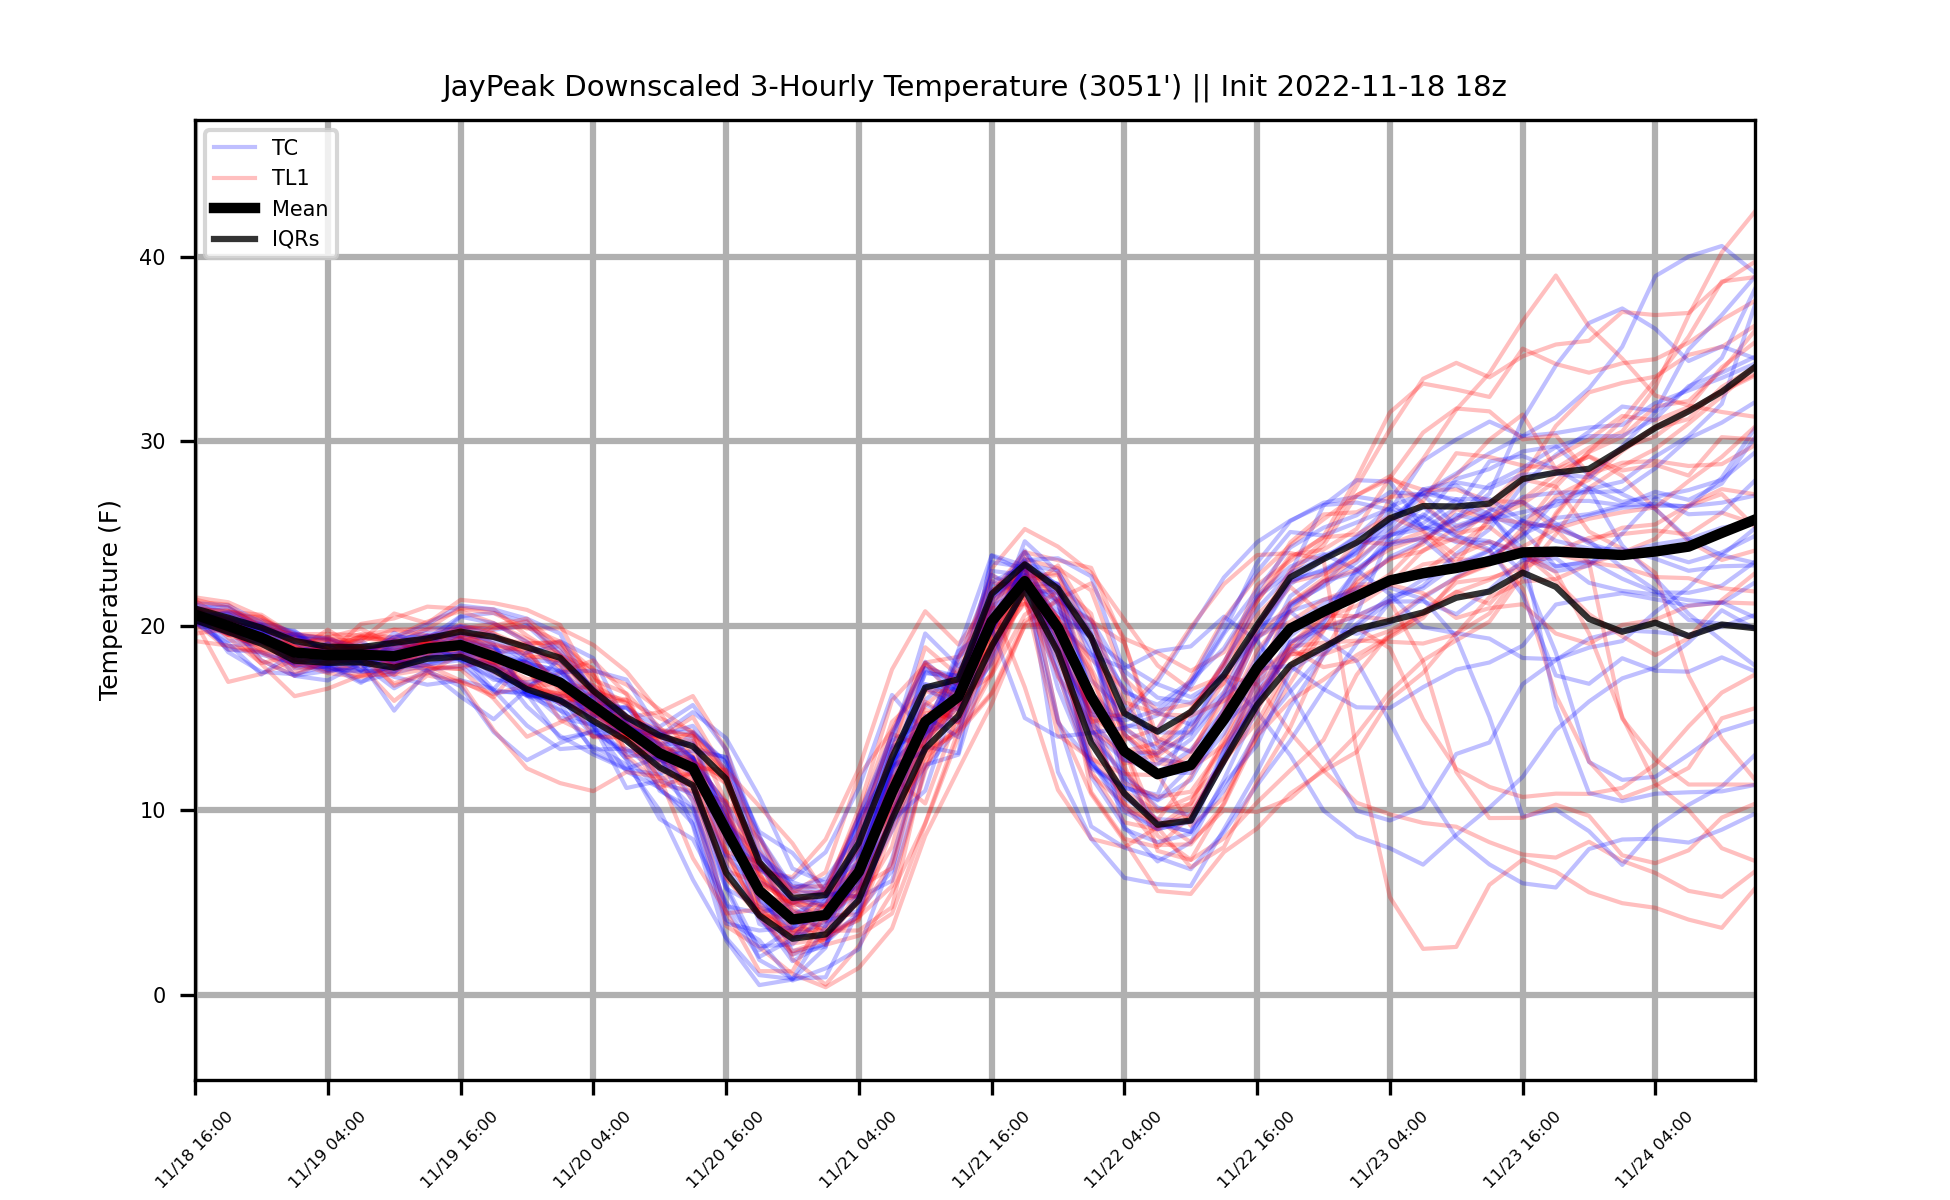 JayPeak Downscaled 3-Hourly Temperature (3051') || Init 2022-11-18 18z
TC
TL1
Mean
IQRs
Temperature (F)
40
30
20
10
0
11/18 16:00
11/19 04:00
11/19 16:00
11/20 04:00
11/20 16:00
11/21 04:00
11/21 16:00
11/22 04:00
11/22 16:00
11/23 04:00
11/23 16:00
11/24 04:00